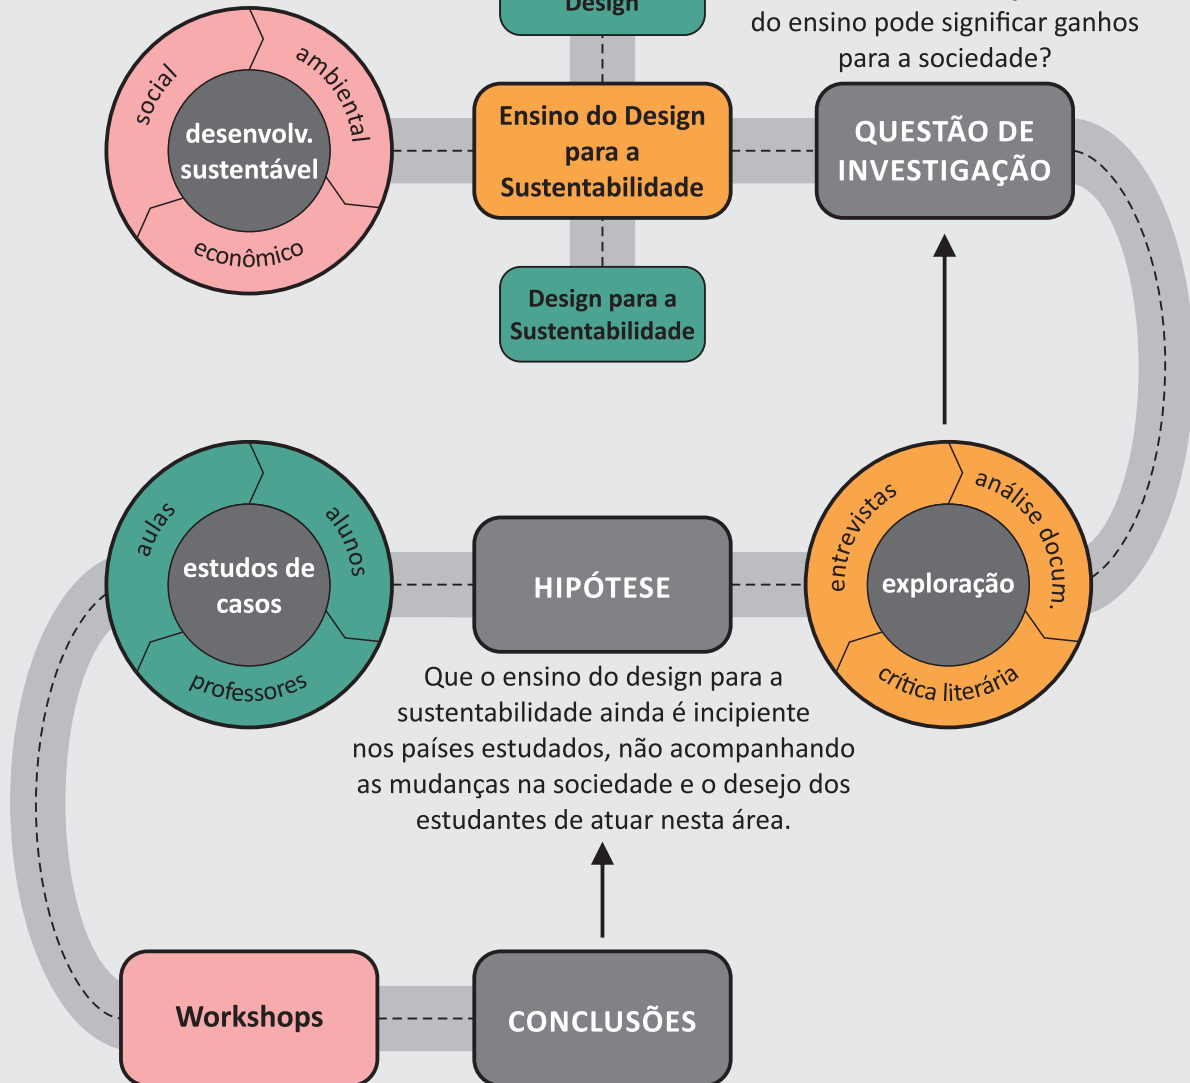 Design
do ensino pode significar ganhos
para a sociedade?
social
ambiental
econômico
desenvolv.
sustentável
Ensino do Design
para a
Sustentabilidade
QUESTÃO DE
INVESTIGAÇÃO
Design para a
Sustentabilidade
aulas
alunos
professores
estudos de
casos
HIPÓTESE
entrevistas
análise docum.
crítica literária
exploração
Que o ensino do design para a
sustentabilidade ainda é incipiente
nos países estudados, não acompanhando
as mudanças na sociedade e o desejo dos
estudantes de atuar nesta área.
Workshops
CONCLUSÕES